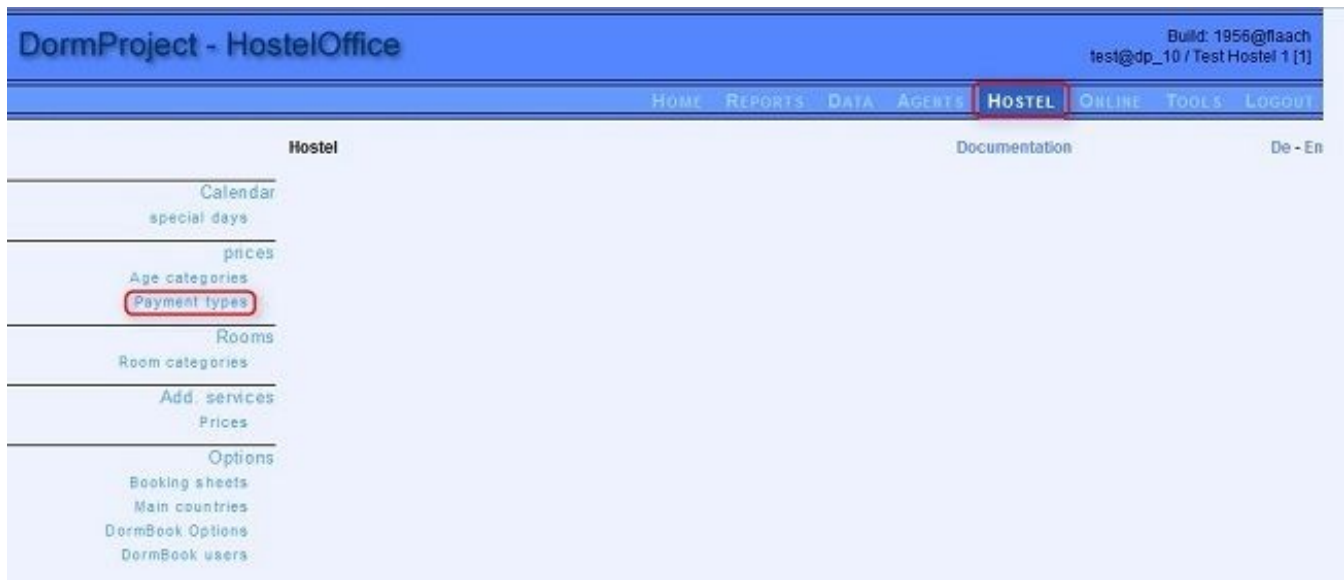 DormProject - HostelOffice
Build: 1956@flaach
test@dp_10 / Test Hostel 1 [1]
HOME REPORTS DATA AGENTS HOSTEL ONLINE TOOLS LOGOUT
Hostel Documentation De - En
Calendar
special days
prices
Age categories
Payment types
Rooms
Room categories
Add. services
Prices
Options
Booking sheets
Main countries
DormBook Options
DormBook users